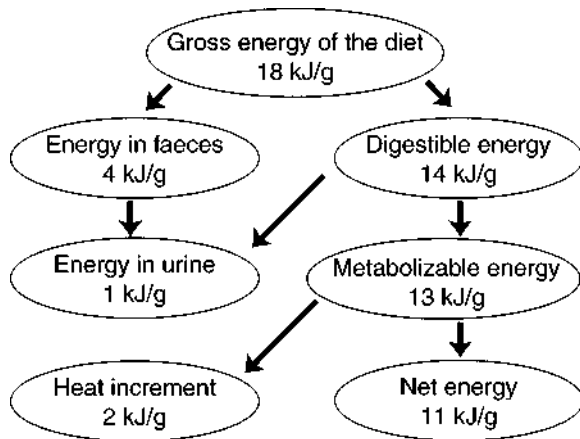 Gross energy of the diet
18 kJ/g
Energy in faeces
4 kJ/g
Digestible energy
14 kJ/g
Energy in urine
1 kJ/g
Metabolizable energy
13 kJ/g
Heat increment
2 kJ/g
Net energy
11 kJ/g